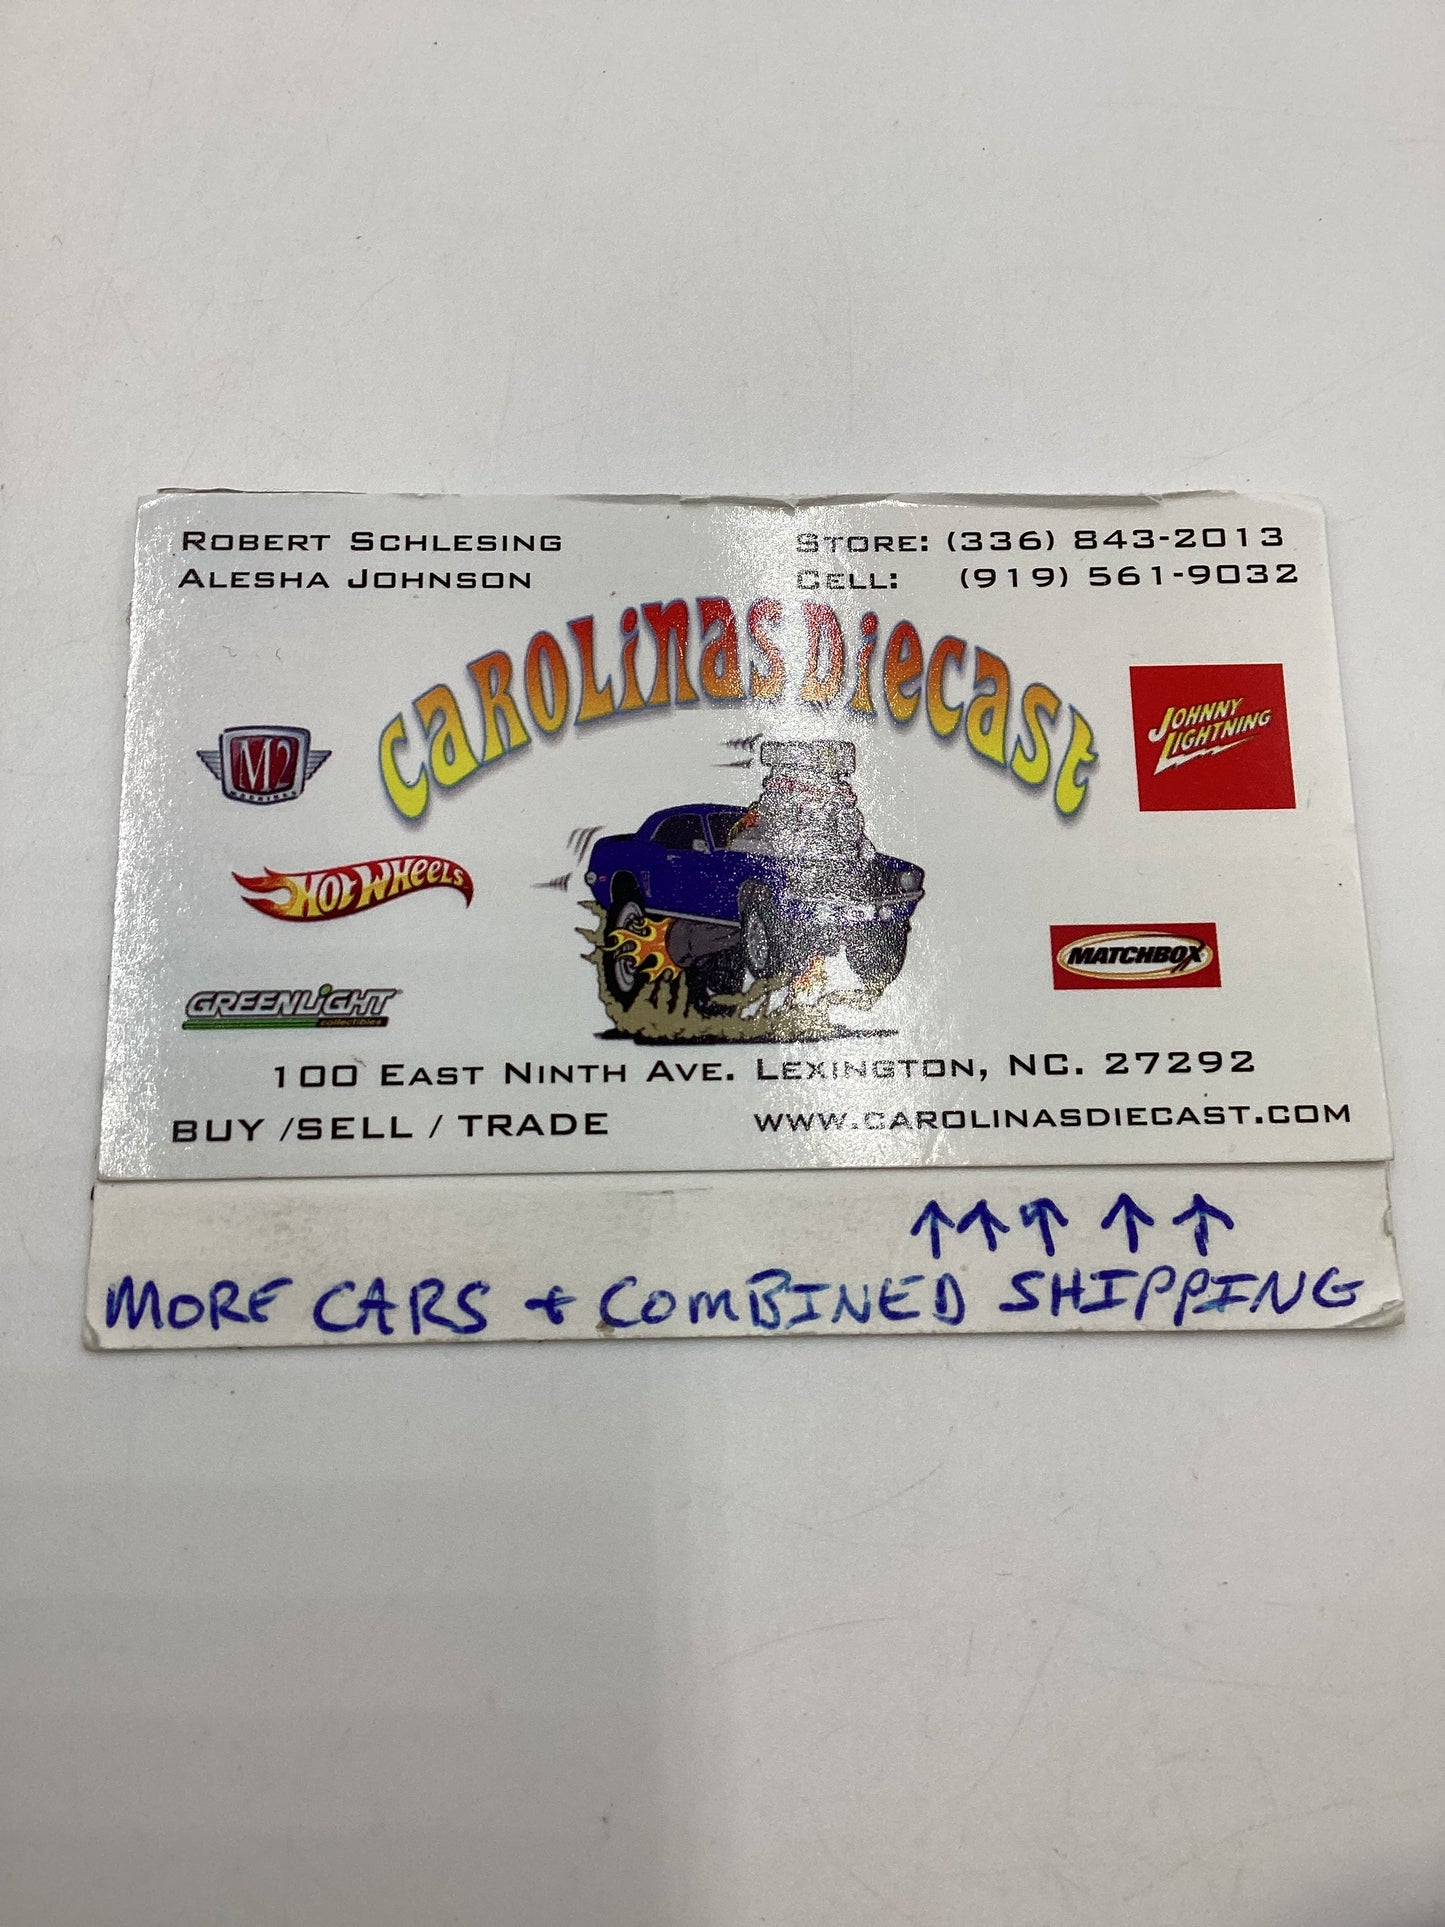 ROBERT SCHLESING
ALESHA JOHNSON
STORE: (336) 843-2013
CELL: (919) 561-9032
CAROLINAS DIECAST
M2
MACHINES
JOHNNY
LIGHTNING
HOT WHEELS
MATCHBOX
GREENLIGHT
collectibles
100 EAST NINTH AVE. LEXINGTON, NC. 27292
BUY /SELL / TRADE
WWW.CAROLINASDIECAST.COM
↑↑↑↑↑
MORE CARS + COMBINED SHIPPING